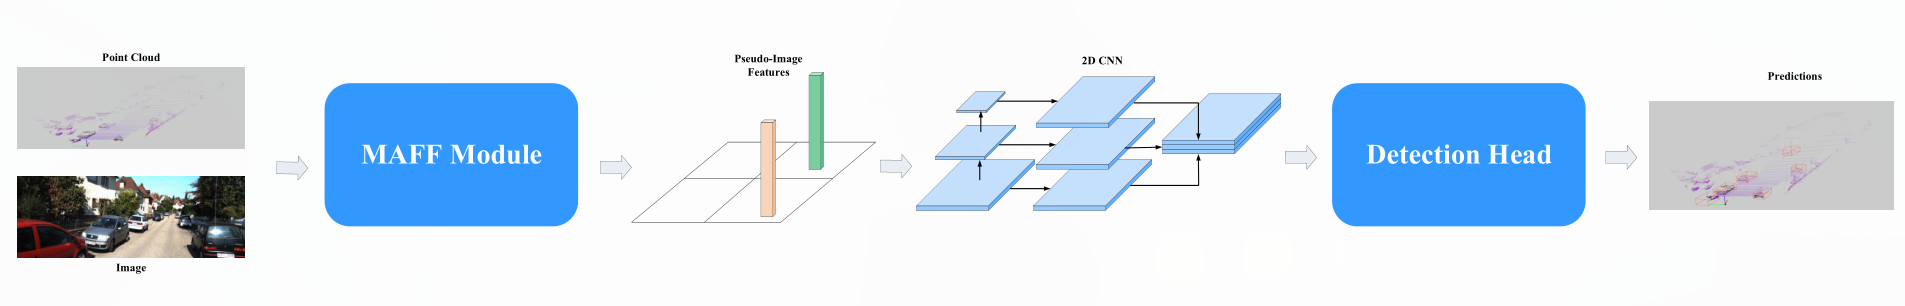 Point Cloud
Image
MAFF Module
Pseudo-Image
Features
2D CNN
Detection Head
Predictions